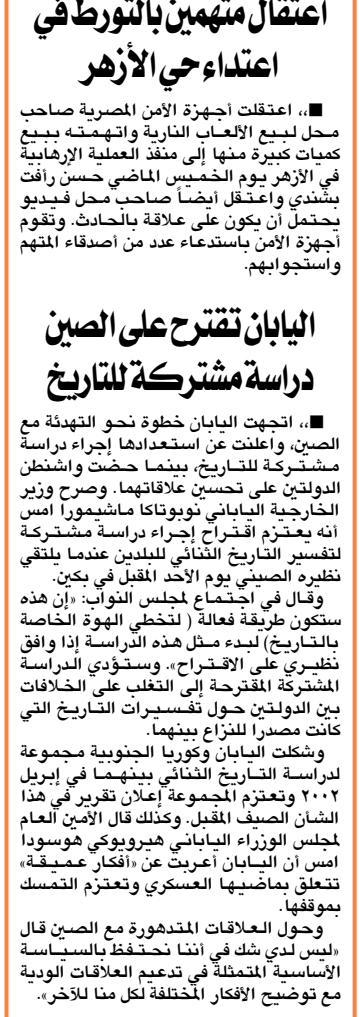 اعتقال متهمين بالتورط في
اعتداء حي الأزهر
■،، اعتقلت أجهزة الأمن المصرية صاحب
محل لبيع الألعاب النارية واتهمته ببيع
كميات كبيرة منها إلى منفذ العملية الإرهابية
في الأزهر يوم الخميس الماضي حسن رأفت
بشندي واعتقل أيضاً صاحب محل فيديو
يحتمل أن يكون على علاقة بالحادث. وتقوم
أجهزة الأمن باستدعاء عدد من أصدقاء المتهم
واستجوابهم.
اليابان تقترح على الصين
دراسة مشتركة للتاريخ
■،، اتجهت اليابان خطوة نحو التهدئة مع
الصين، واعلنت عن استعدادها إجراء دراسة
مشتركة للتاريخ، بينما حضت واشنطن
الدولتين على تحسين علاقاتهما. وصرح وزير
الخارجية الياباني نوبوتاكا ماشيمورا امس
أنه يعتزم اقتراح إجراء دراسة مشتركة
لتفسير التاريخ الثنائي للبلدين عندما يلتقي
نظيره الصيني يوم الأحد المقبل في بكين.
وقال في اجتماع لمجلس النواب: «إن هذه
ستكون طريقة فعالة ( لتخطي الهوة الخاصة
بالتاريخ) لبدء مثل هذه الدراسة إذا وافق
نظيري على الاقتراح». وستؤدي الدراسة
المشتركة المقترحة إلى التغلب على الخلافات
بين الدولتين حول تفسيرات التاريخ التي
كانت مصدرا للنزاع بينهما.
وشكلت اليابان وكوريا الجنوبية مجموعة
لدراسة التاريخ الثنائي بينهما في إبريل
٢٠٠٢ وتعتزم المجموعة إعلان تقرير في هذا
الشأن الصيف المقبل. وكذلك قال الأمين العام
لمجلس الوزراء الياباني هيرويوكي هوسودا
امس أن اليابان أعربت عن «أفكار عميقة»
تتعلق بماضيها العسكري وتعتزم التمسك
بموقفها.
وحول العلاقات المتدهورة مع الصين قال
«ليس لدي شك في أننا نحتفظ بالسياسة
الأساسية المتمثلة في تدعيم العلاقات الودية
مع توضيح الأفكار المختلفة لكل منا للآخر».